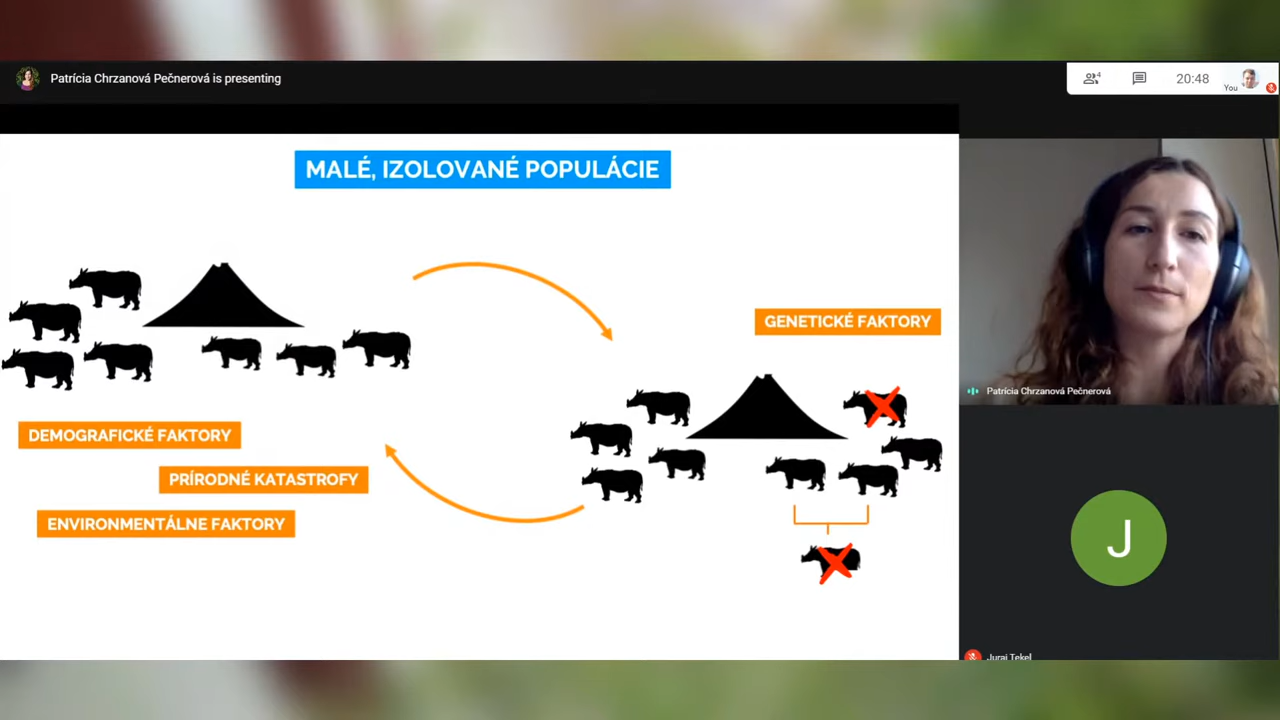 Patrícia Chrzanová Pečnerová is presenting
4
20:48
You
MALÉ, IZOLOVANÉ POPULÁCIE
GENETICKÉ FAKTORY
DEMOGRAFICKÉ FAKTORY
PRÍRODNÉ KATASTROFY
ENVIRONMENTÁLNE FAKTORY
Patrícia Chrzanová Pečnerová
J
Juraj Tekel